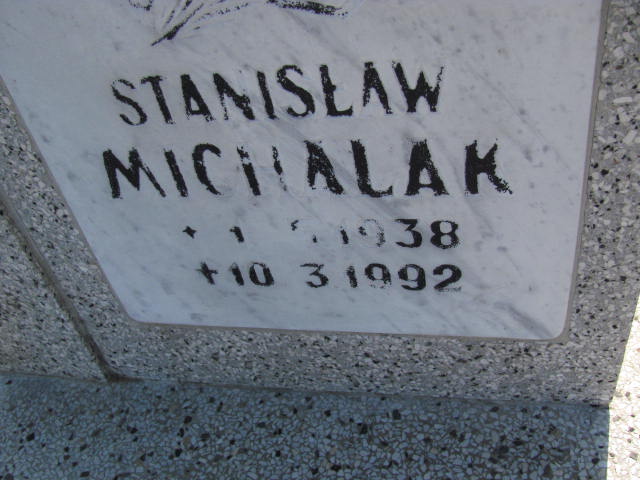 STANISŁAW
MICHALAK
1938
+10 3.1992